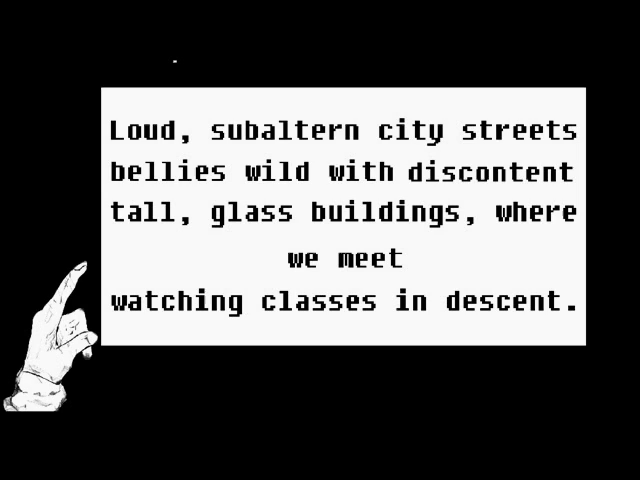 Loud, subaltern city streets
bellies wild with discontent
tall, glass buildings, where
we meet
watching classes in descent.